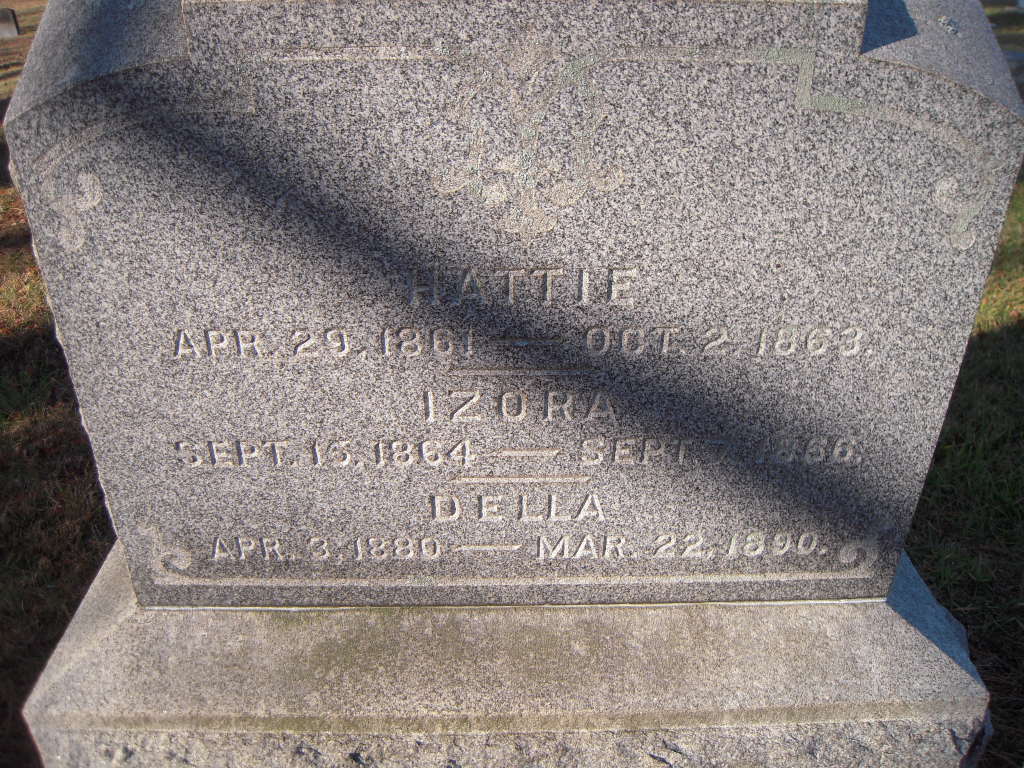 HATTIE
APR. 29, 1861 — OCT. 2, 1863.
IZORA
SEPT. 15, 1864 — SEPT. 7, 1886.
DELLA
APR. 3, 1880 — MAR. 22, 1890.